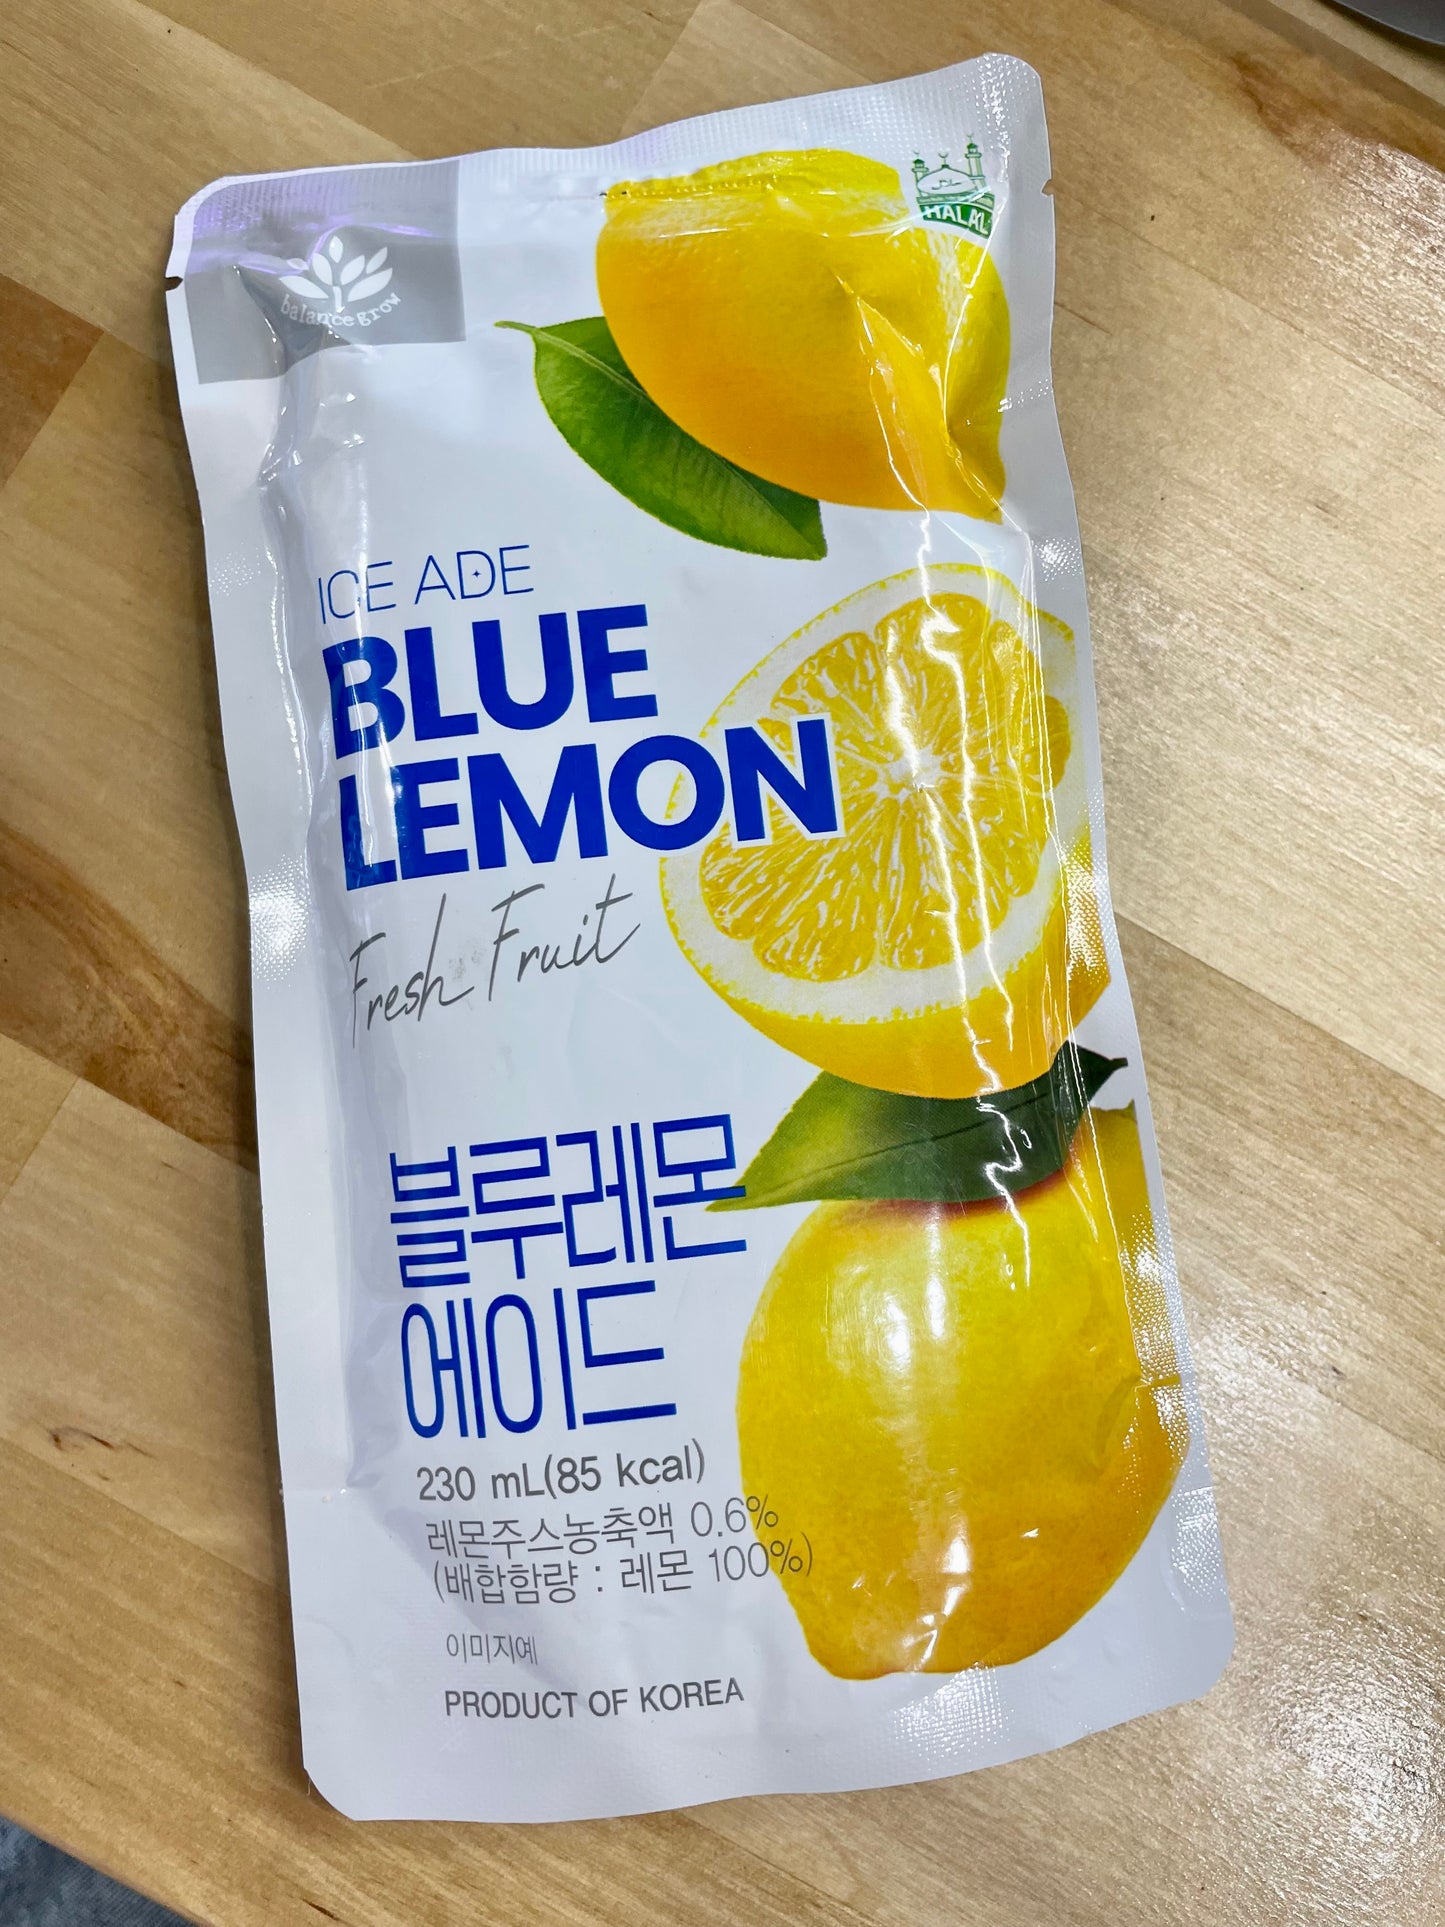 balance grow
HALAL
ICE ADE
BLUE
LEMON
Fresh Fruit
블루레몬
에이드
230 mL(85 kcal)
레몬주스농축액 0.6%
(배합함량 : 레몬 100%)
이미지예
PRODUCT OF KOREA